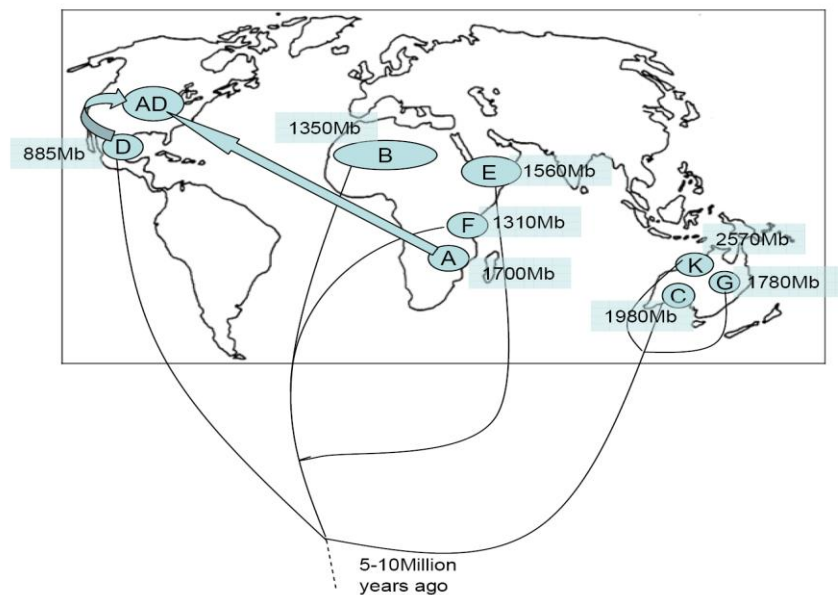 AD
1350Mb
D
885Mb
B
E
1560Mb
F
1310Mb
A
1700Mb
2570Mb
K
G
1780Mb
C
1980Mb
5-10Million
years ago